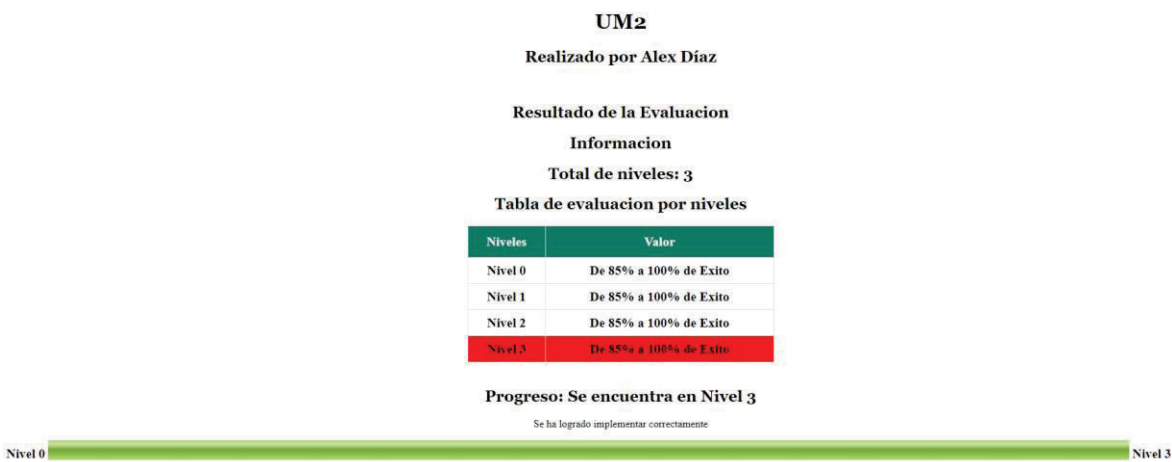 UM2
Realizado por Alex Díaz
Resultado de la Evaluacion
Informacion
Total de niveles: 3
Tabla de evaluacion por niveles
Niveles Valor
Nivel 0 De 85% a 100% de Exito
Nivel 1 De 85% a 100% de Exito
Nivel 2 De 85% a 100% de Exito
Nivel 3 De 85% a 100% de Exito
Progreso: Se encuentra en Nivel 3
Se ha logrado implementar correctamente
Nivel 0 Nivel 3